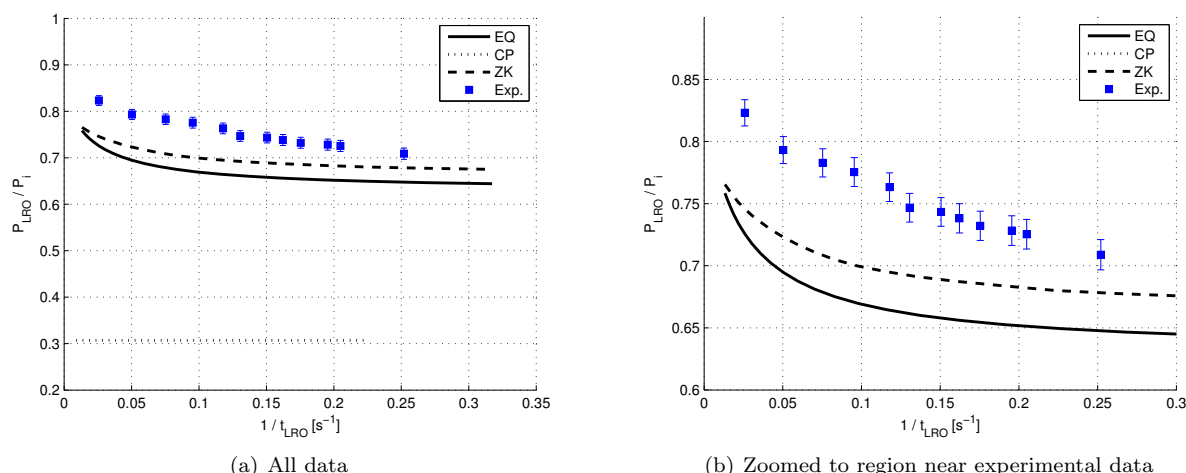 1
0.9
0.8
0.7
0.6
0.5
0.4
0.3
0.2
0
0.05
0.1
0.15
0.2
0.25
0.3
0.35
P_LRO / P_i
1 / t_LRO [s⁻¹]
EQ
CP
ZK
Exp.
(a) All data
0.85
0.8
0.75
0.7
0.65
0.6
0
0.05
0.1
0.15
0.2
0.25
0.3
P_LRO / P_i
1 / t_LRO [s⁻¹]
EQ
CP
ZK
Exp.
(b) Zoomed to region near experimental data